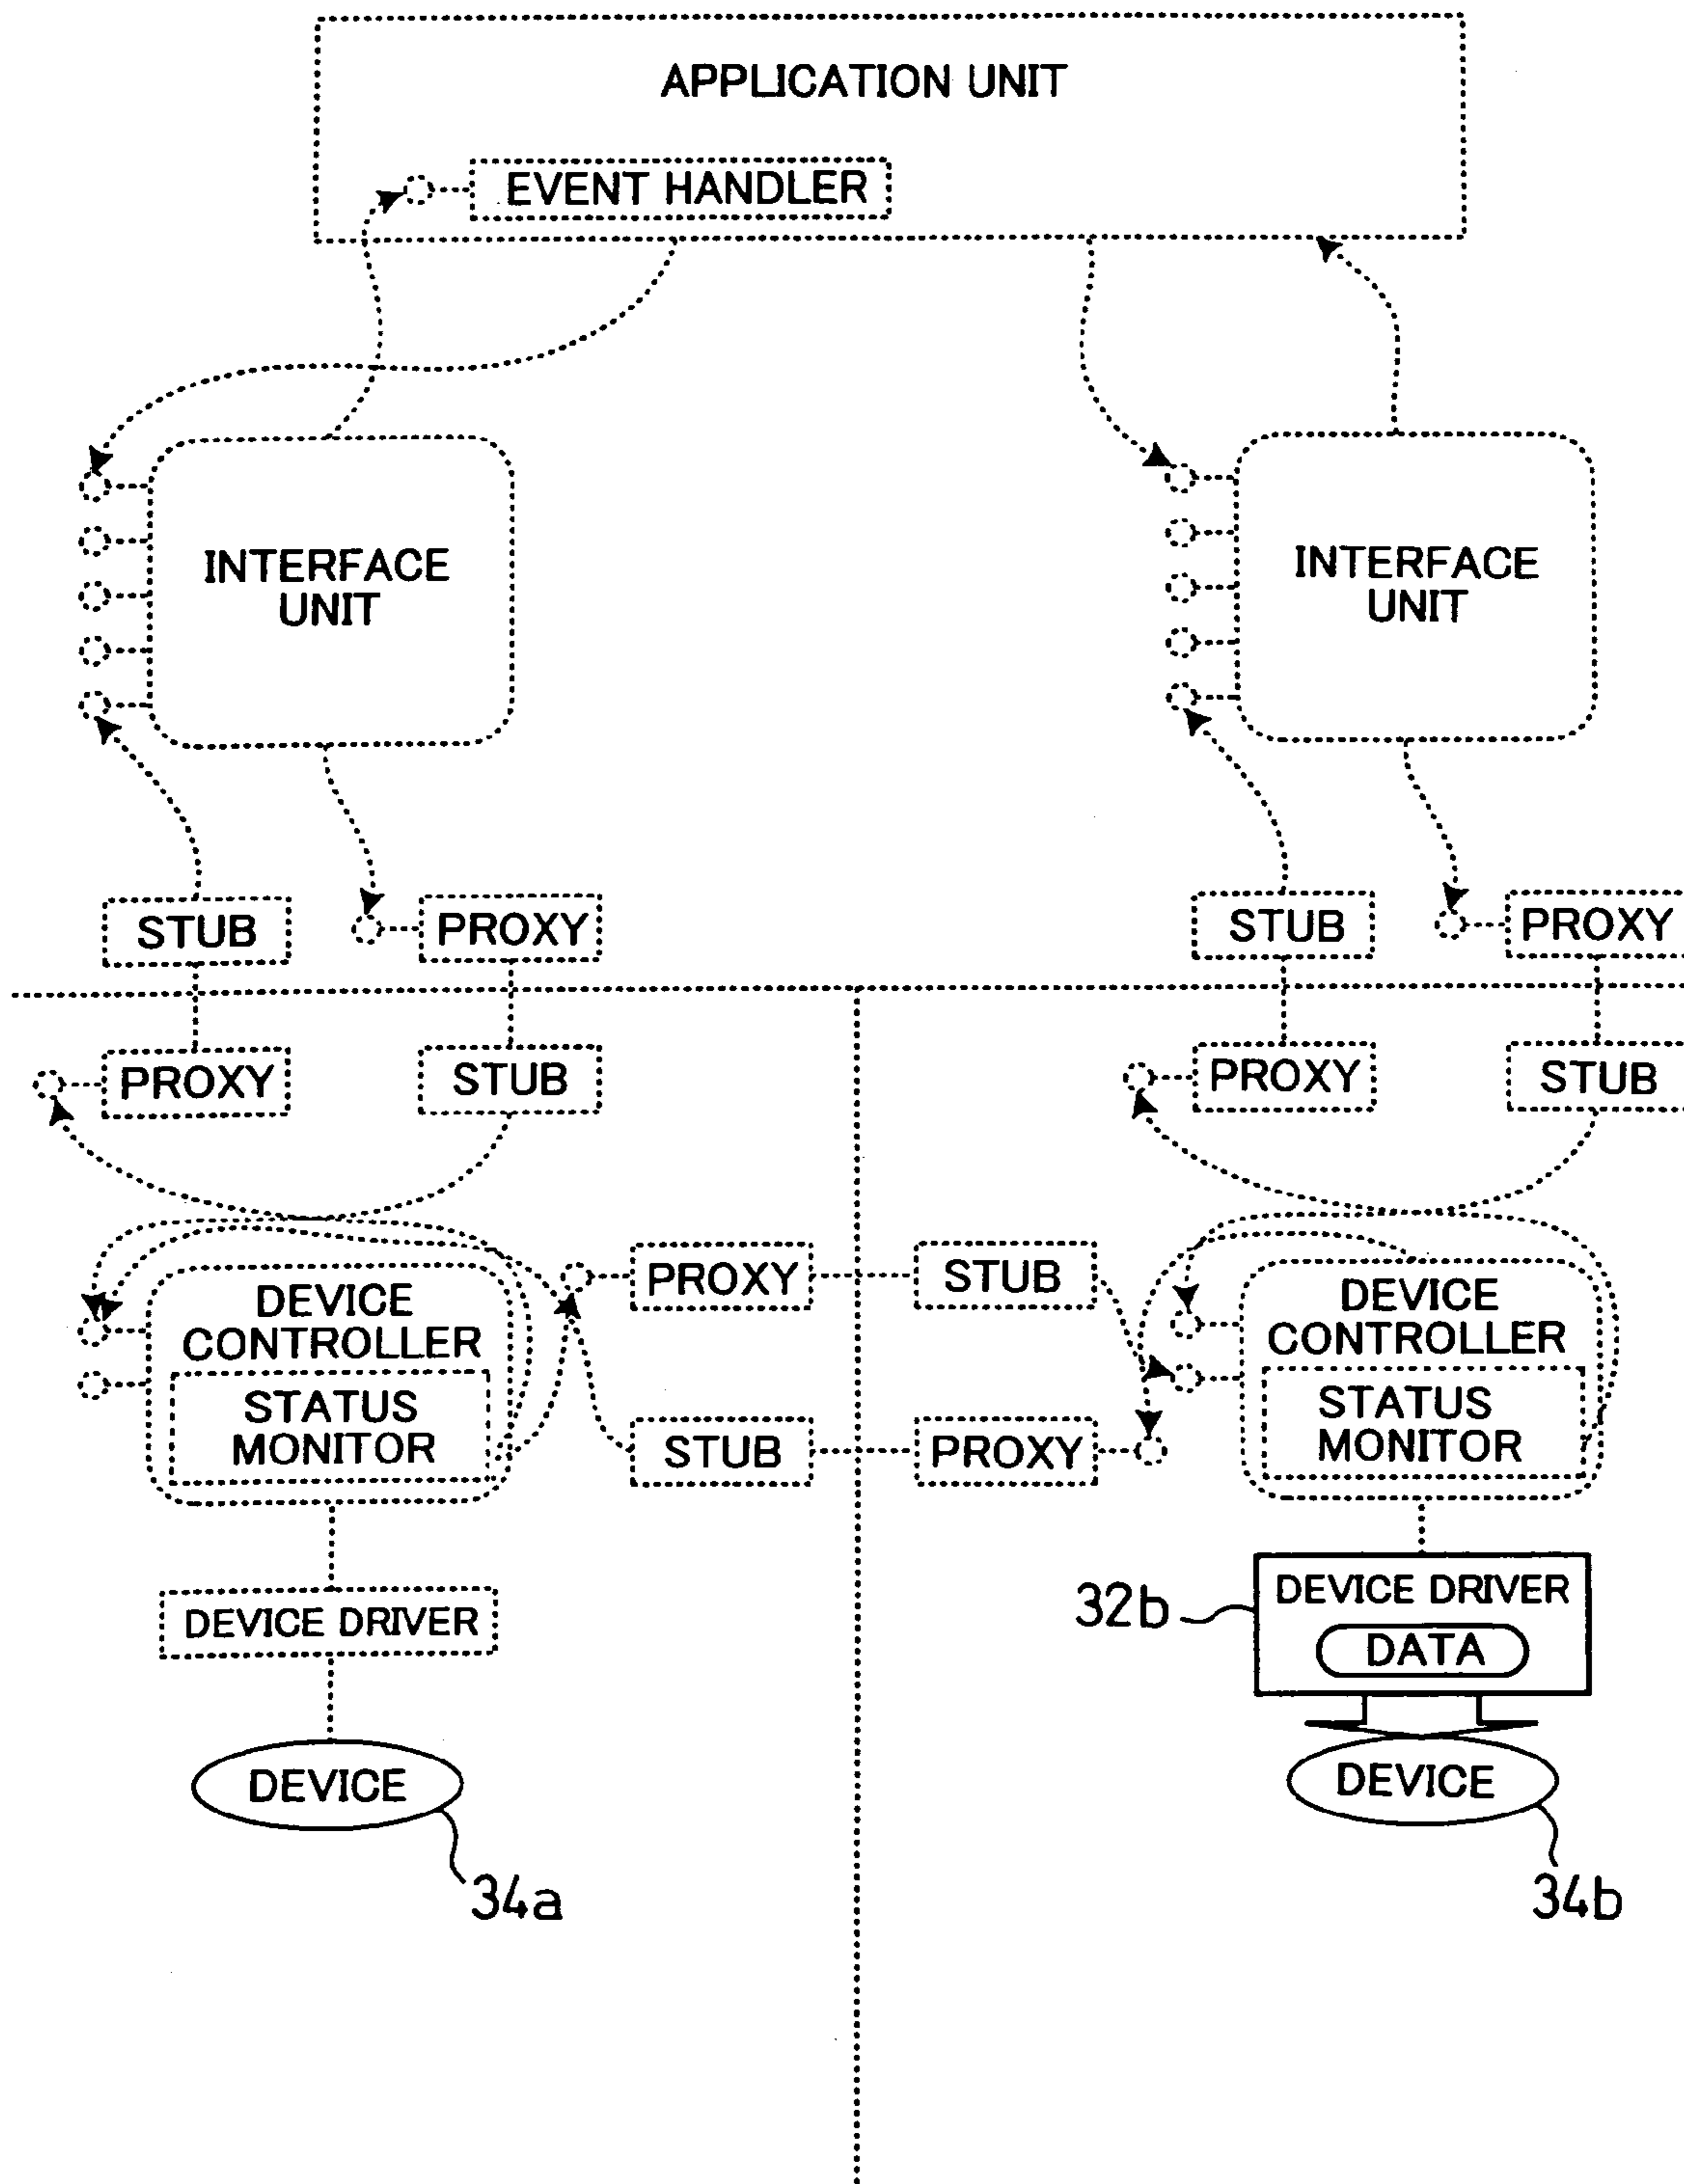 APPLICATION UNIT
EVENT HANDLER
INTERFACE
UNIT
INTERFACE
UNIT
STUB
PROXY
STUB
PROXY
PROXY
STUB
PROXY
STUB
DEVICE
CONTROLLER
STATUS
MONITOR
PROXY
STUB
STUB
PROXY
DEVICE
CONTROLLER
STATUS
MONITOR
DEVICE DRIVER
32b
DEVICE DRIVER
DATA
DEVICE
34a
DEVICE
34b